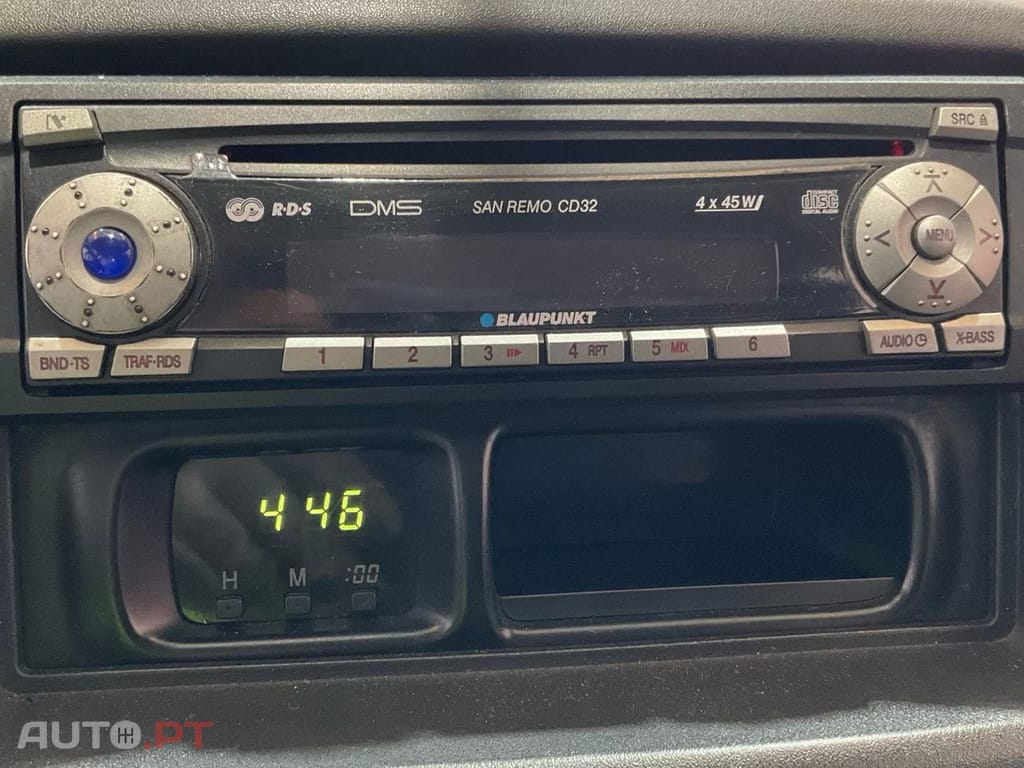 SRC
R·D·S DMS SAN REMO CD32 4 x 45W COMPACT disc DIGITAL AUDIO
MENU
BLAUPUNKT
BND·TS TRAF·RDS 1 2 3 4 RPT 5 MIX 6 AUDIO X-BASS
4 46
H M :00
AUTO.PT